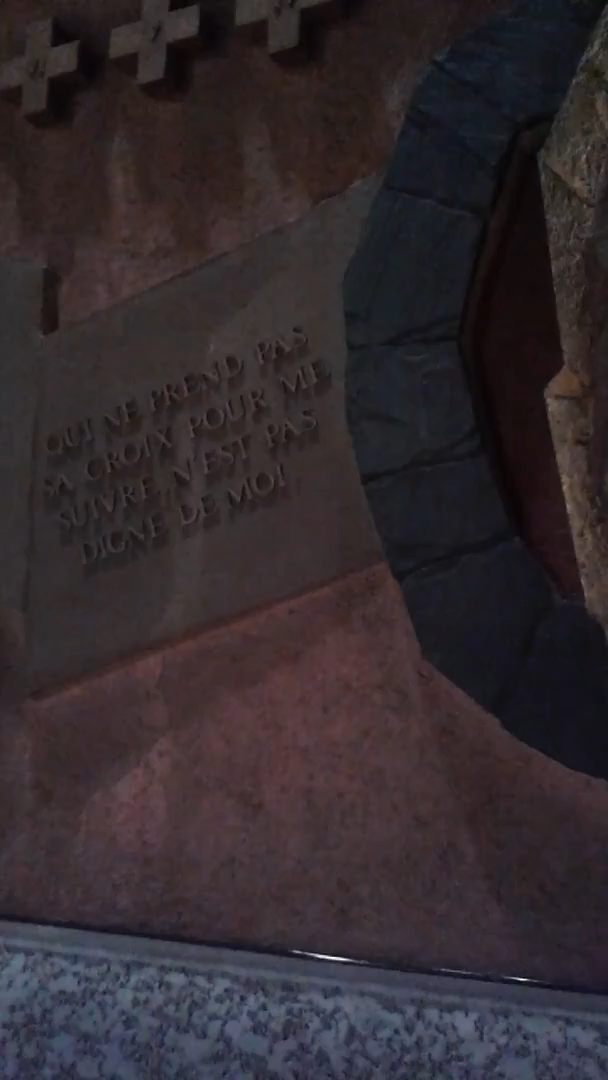 QUI NE PREND PAS
SA CROIX POUR ME
SUIVRE, N'EST PAS
DIGNE DE MOI